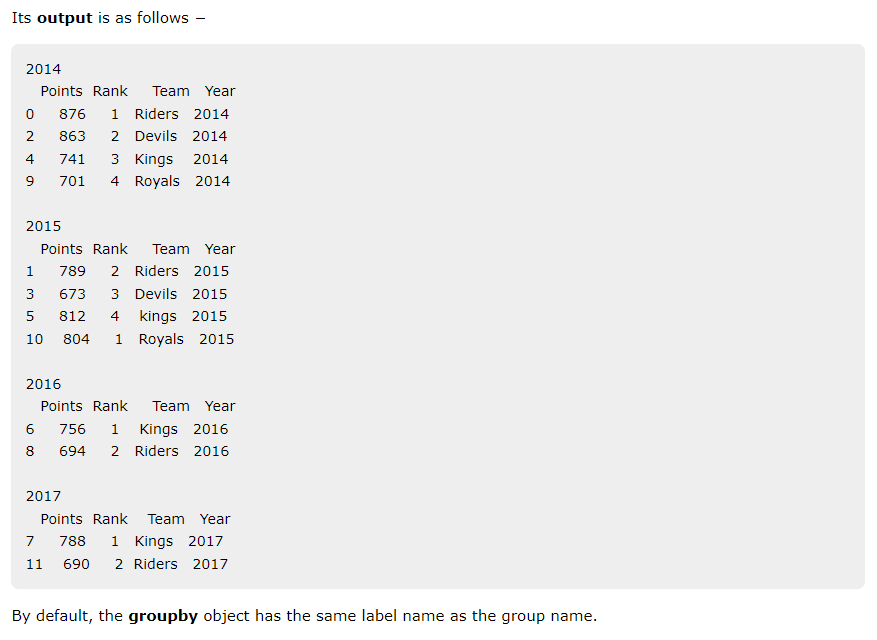 Its output is as follows −
2014
Points Rank Team Year
0 876 1 Riders 2014
2 863 2 Devils 2014
4 741 3 Kings 2014
9 701 4 Royals 2014
2015
Points Rank Team Year
1 789 2 Riders 2015
3 673 3 Devils 2015
5 812 4 kings 2015
10 804 1 Royals 2015
2016
Points Rank Team Year
6 756 1 Kings 2016
8 694 2 Riders 2016
2017
Points Rank Team Year
7 788 1 Kings 2017
11 690 2 Riders 2017
By default, the groupby object has the same label name as the group name.